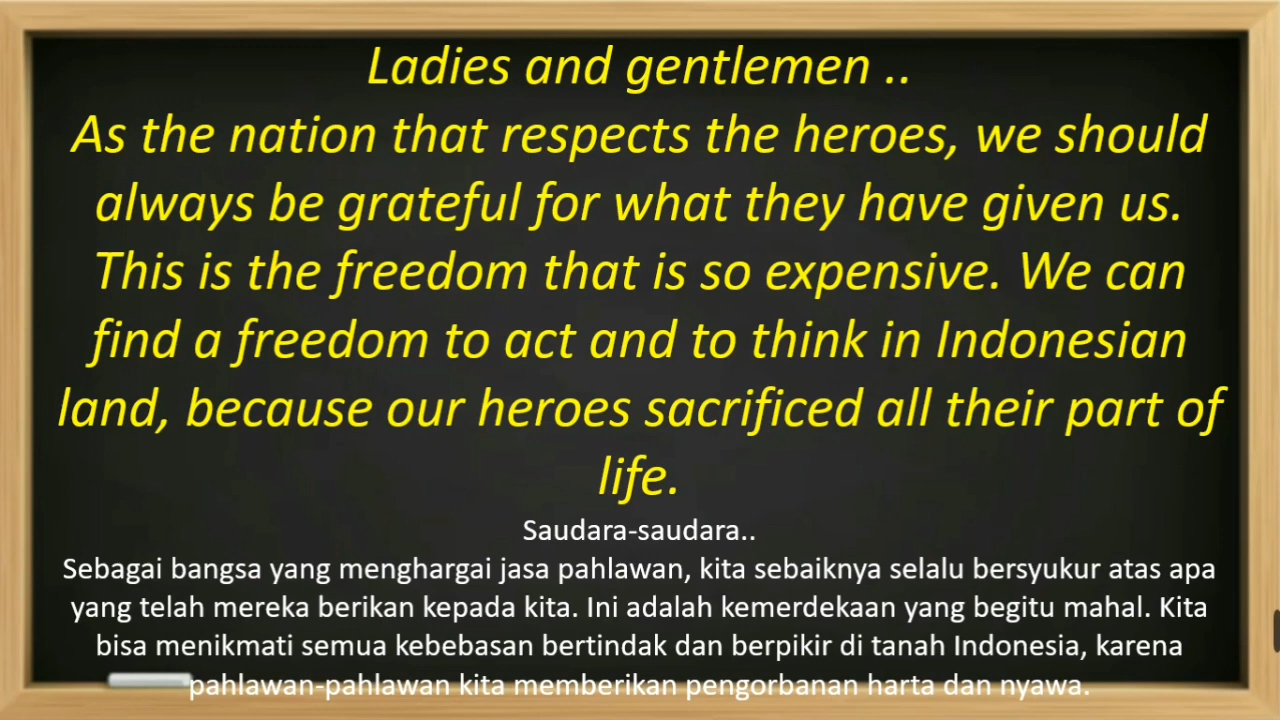 Ladies and gentlemen ..
As the nation that respects the heroes, we should
always be grateful for what they have given us.
This is the freedom that is so expensive. We can
find a freedom to act and to think in Indonesian
land, because our heroes sacrificed all their part of
life.
Saudara-saudara..
Sebagai bangsa yang menghargai jasa pahlawan, kita sebaiknya selalu bersyukur atas apa
yang telah mereka berikan kepada kita. Ini adalah kemerdekaan yang begitu mahal. Kita
bisa menikmati semua kebebasan bertindak dan berpikir di tanah Indonesia, karena
pahlawan-pahlawan kita memberikan pengorbanan harta dan nyawa.